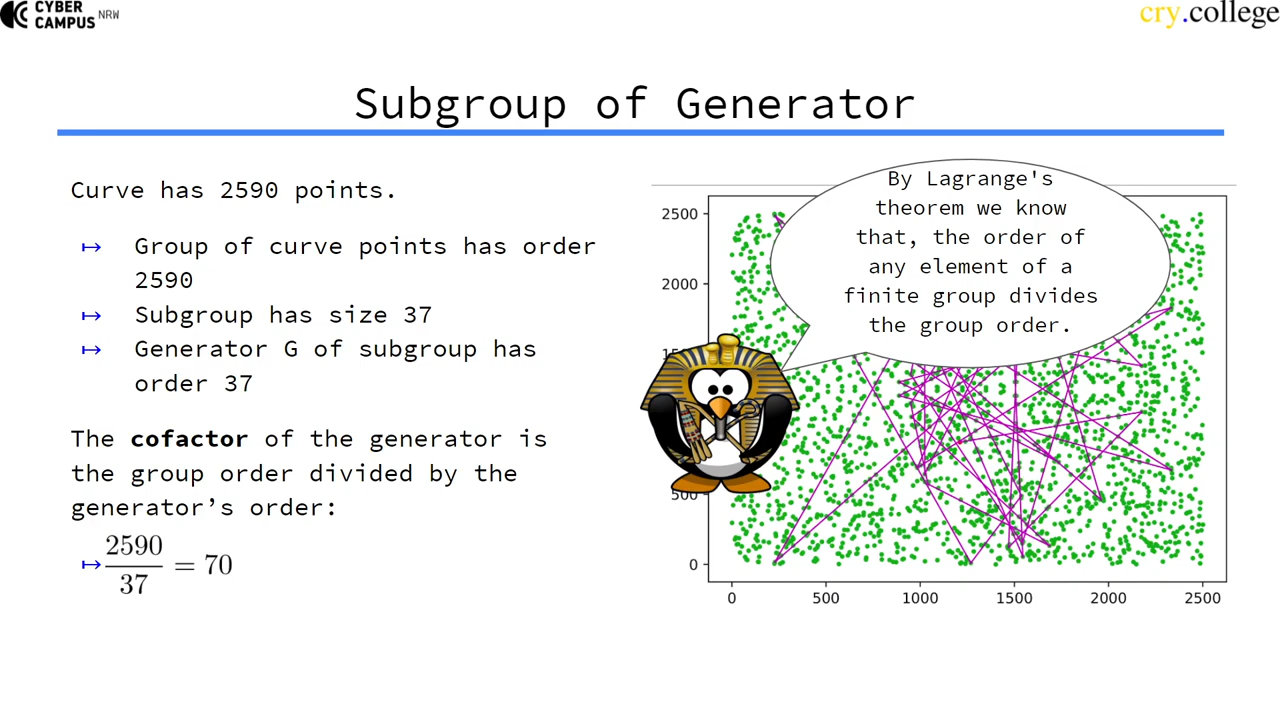 CYBER
CAMPUS NRW
cry.college
Subgroup of Generator
Curve has 2590 points.
↦ Group of curve points has order
2590
↦ Subgroup has size 37
↦ Generator G of subgroup has
order 37
The cofactor of the generator is
the group order divided by the
generator’s order:
↦ 2590
37
= 70
By Lagrange's
theorem we know
that, the order of
any element of a
finite group divides
the group order.
2500
2000
500
0
0 500 1000 1500 2000 2500